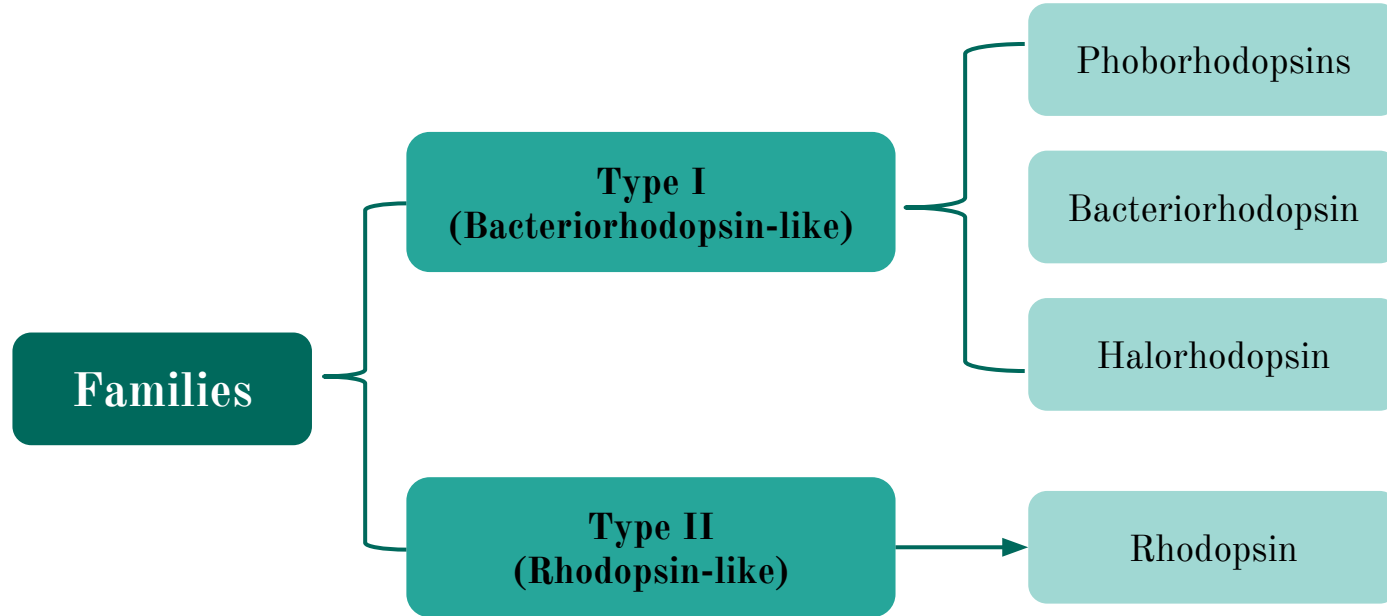 Families
Type I
(Bacteriorhodopsin-like)
Phoborhodopsins
Bacteriorhodopsin
Halorhodopsin
Type II
(Rhodopsin-like)
Rhodopsin